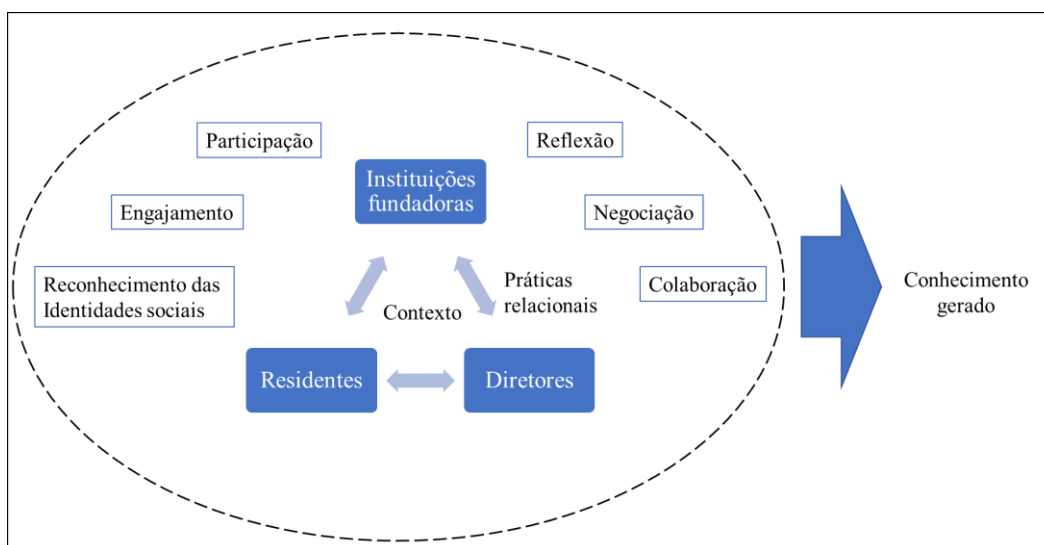 Participação
Reflexão
Instituições
fundadoras
Engajamento
Negociação
Reconhecimento das
Identidades sociais
Práticas
relacionais
Colaboração
Contexto
Conhecimento
gerado
Residentes
Diretores